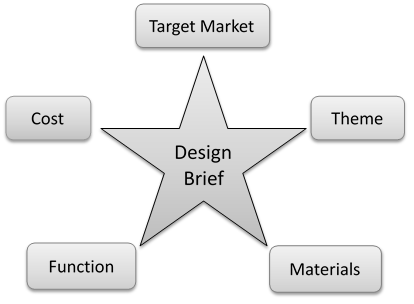 Target Market
Cost
Theme
Design
Brief
Function
Materials